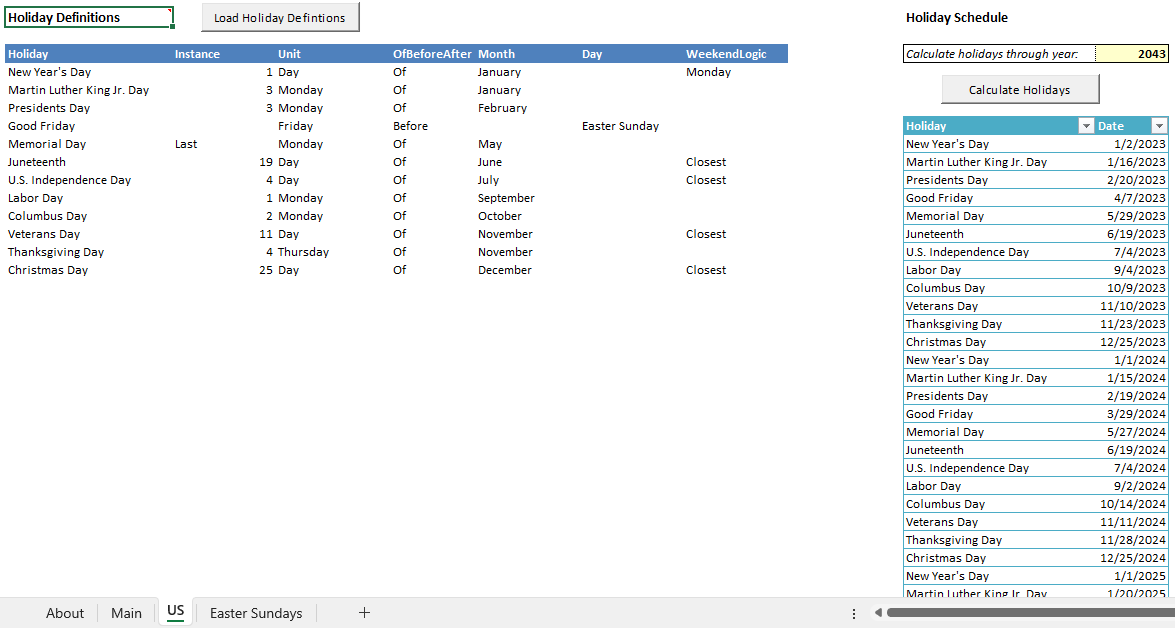 Holiday Definitions
Load Holiday Defintions
Holiday Instance Unit OfBeforeAfter Month Day WeekendLogic
New Year's Day 1 Day Of January Monday
Martin Luther King Jr. Day 3 Monday Of January
Presidents Day 3 Monday Of February
Good Friday Friday Before Easter Sunday
Memorial Day Last Monday Of May
Juneteenth 19 Day Of June Closest
U.S. Independence Day 4 Day Of July Closest
Labor Day 1 Monday Of September
Columbus Day 2 Monday Of October
Veterans Day 11 Day Of November Closest
Thanksgiving Day 4 Thursday Of November
Christmas Day 25 Day Of December Closest
Holiday Schedule
Calculate holidays through year: 2043
Calculate Holidays
Holiday Date
New Year's Day 1/2/2023
Martin Luther King Jr. Day 1/16/2023
Presidents Day 2/20/2023
Good Friday 4/7/2023
Memorial Day 5/29/2023
Juneteenth 6/19/2023
U.S. Independence Day 7/4/2023
Labor Day 9/4/2023
Columbus Day 10/9/2023
Veterans Day 11/10/2023
Thanksgiving Day 11/23/2023
Christmas Day 12/25/2023
New Year's Day 1/1/2024
Martin Luther King Jr. Day 1/15/2024
Presidents Day 2/19/2024
Good Friday 3/29/2024
Memorial Day 5/27/2024
Juneteenth 6/19/2024
U.S. Independence Day 7/4/2024
Labor Day 9/2/2024
Columbus Day 10/14/2024
Veterans Day 11/11/2024
Thanksgiving Day 11/28/2024
Christmas Day 12/25/2024
New Year's Day 1/1/2025
Martin Luther King Jr. Day 1/20/2025
About Main US Easter Sundays